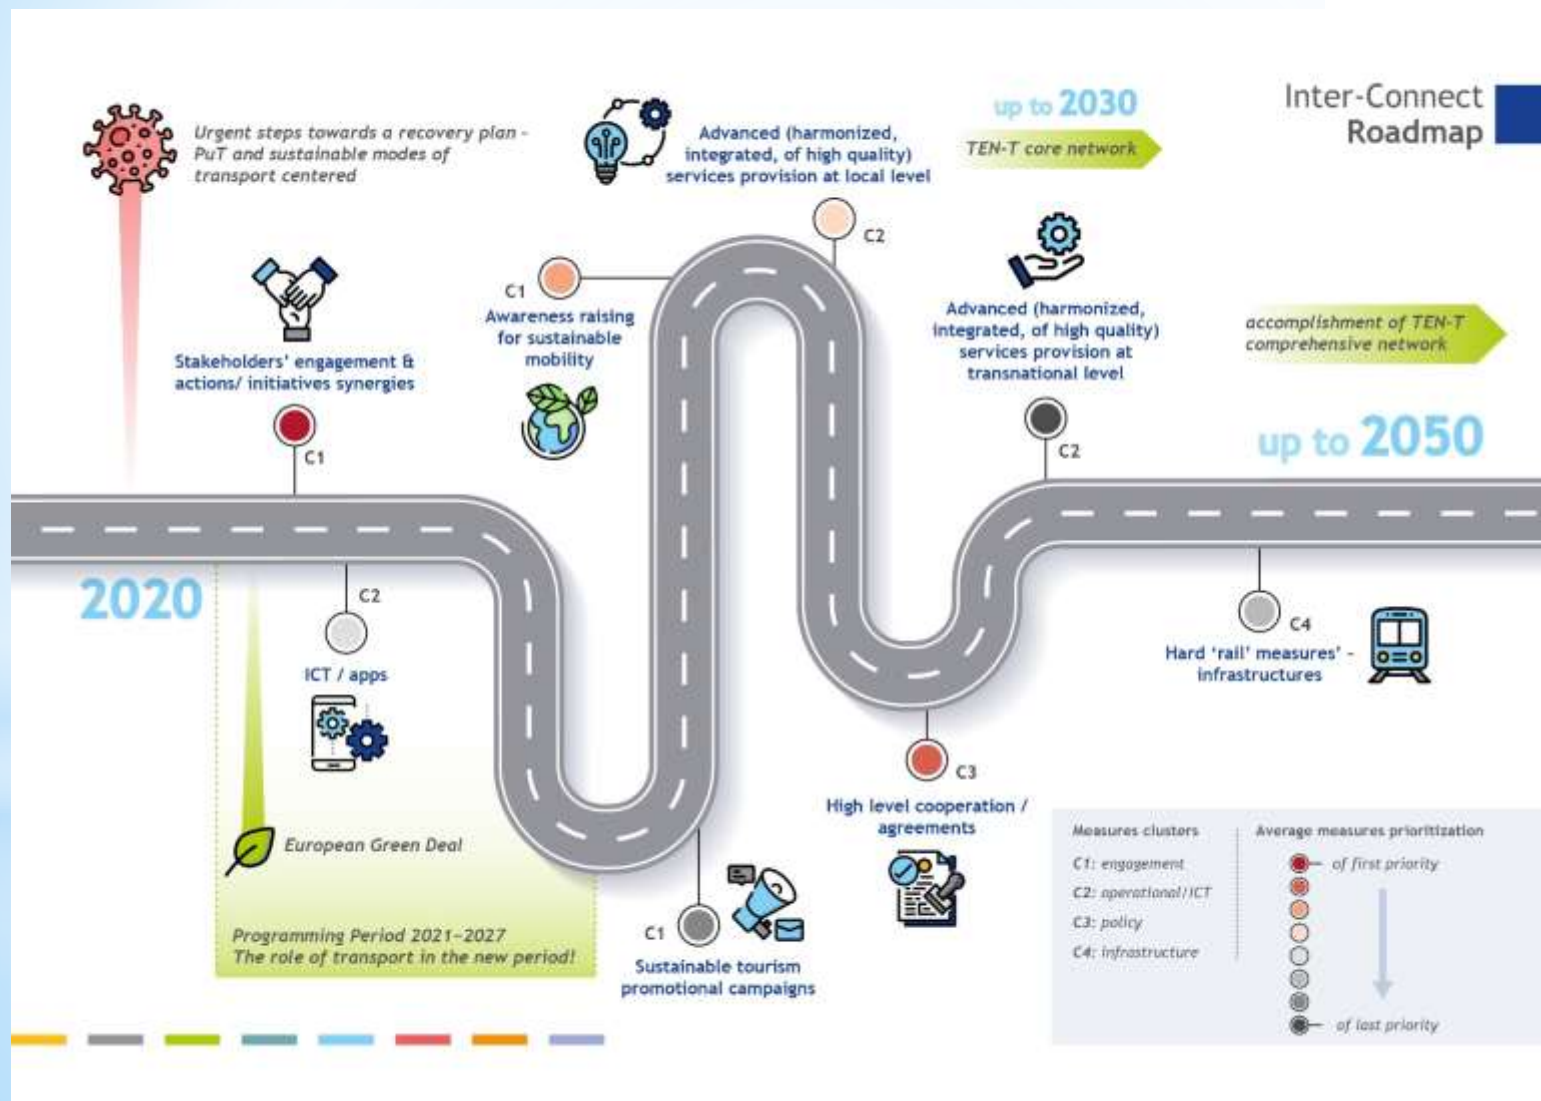 Inter-Connect
Roadmap
Urgent steps towards a recovery plan -
PuT and sustainable modes of
transport centered
Advanced (harmonized,
integrated, of high quality)
services provision at local level
up to 2030
TEN-T core network
C2
C1
Awareness raising
for sustainable
mobility
Stakeholders' engagement &
actions/ initiatives synergies
C1
Advanced (harmonized,
integrated, of high quality)
services provision at
transnational level
C2
accomplishment of TEN-T
comprehensive network
up to 2050
2020
C2
ICT / apps
European Green Deal
Programming Period 2021-2027
The role of transport in the new period!
C1
Sustainable tourism
promotional campaigns
C3
High level cooperation /
agreements
C4
Hard 'rail' measures' -
infrastructures
Measures clusters
C1: engagement
C2: operational/ICT
C3: policy
C4: infrastructure
Average measures prioritization
of first priority
of last priority